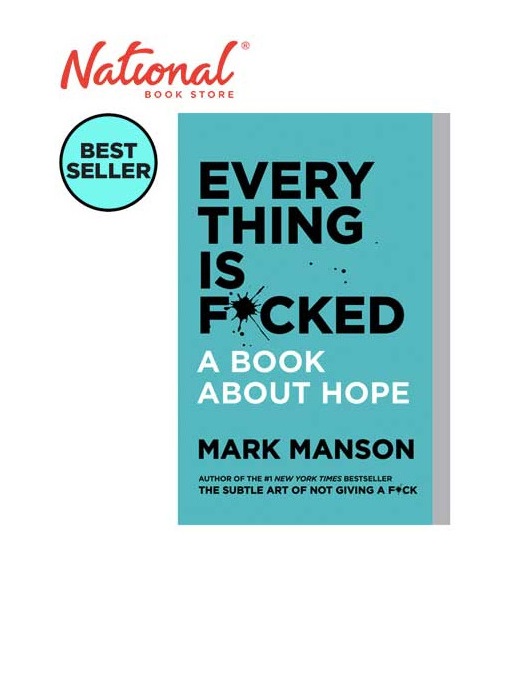 National®
BOOK STORE
BEST
SELLER
EVERY
THING
IS
F*CKED
A BOOK
ABOUT HOPE
MARK MANSON
AUTHOR OF THE #1 NEW YORK TIMES BESTSELLER
THE SUBTLE ART OF NOT GIVING A F*CK